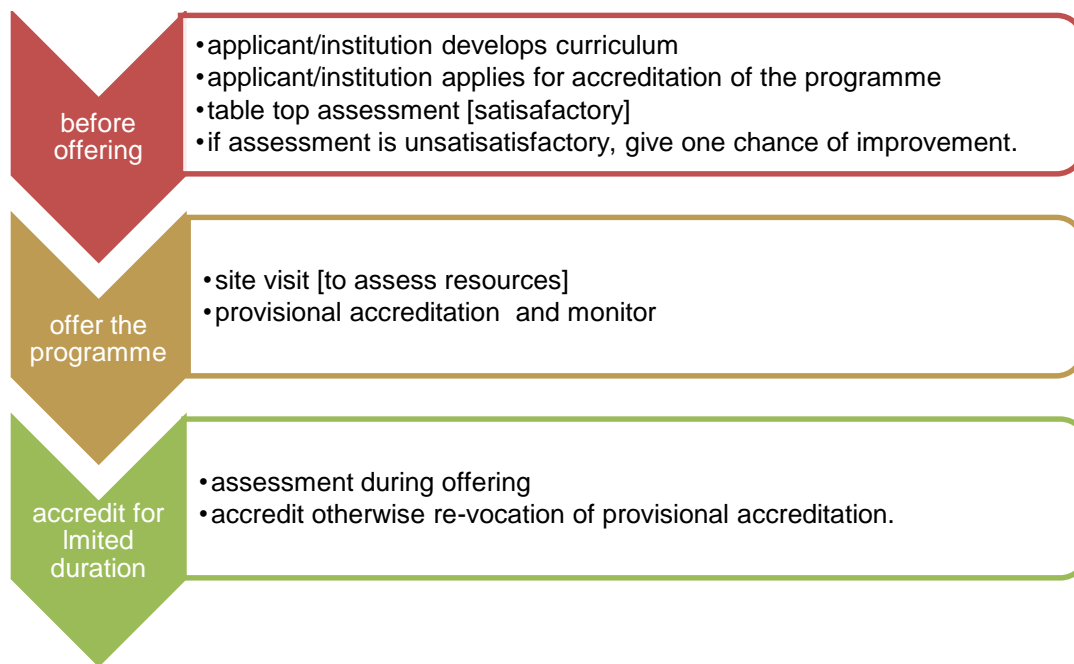 before
offering
•applicant/institution develops curriculum
•applicant/institution applies for accreditation of the programme
•table top assessment [satisafactory]
•if assessment is unsatisatisfactory, give one chance of improvement.
offer the
programme
•site visit [to assess resources]
•provisional accreditation and monitor
accredit for
lmited
duration
•assessment during offering
•accredit otherwise re-vocation of provisional accreditation.